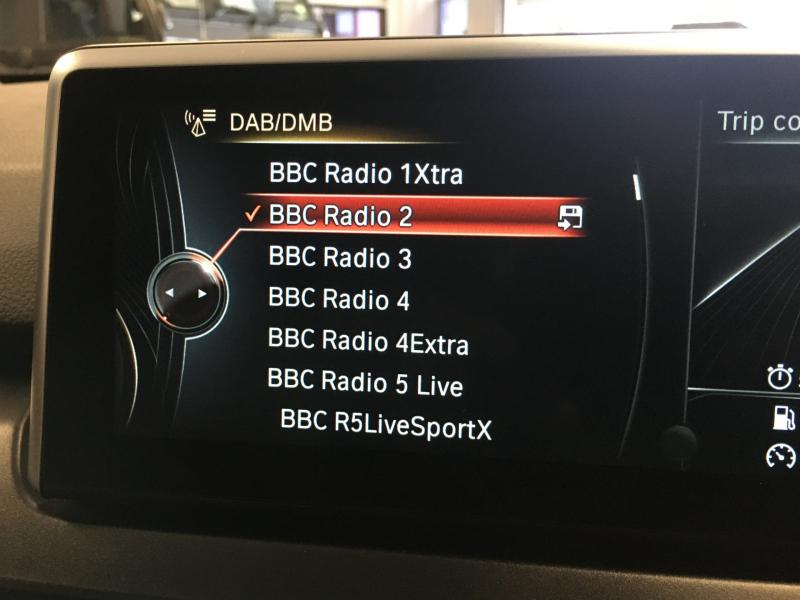 DAB/DMB
Trip co
BBC Radio 1Xtra
BBC Radio 2
BBC Radio 3
BBC Radio 4
BBC Radio 4Extra
BBC Radio 5 Live
BBC R5LiveSportX